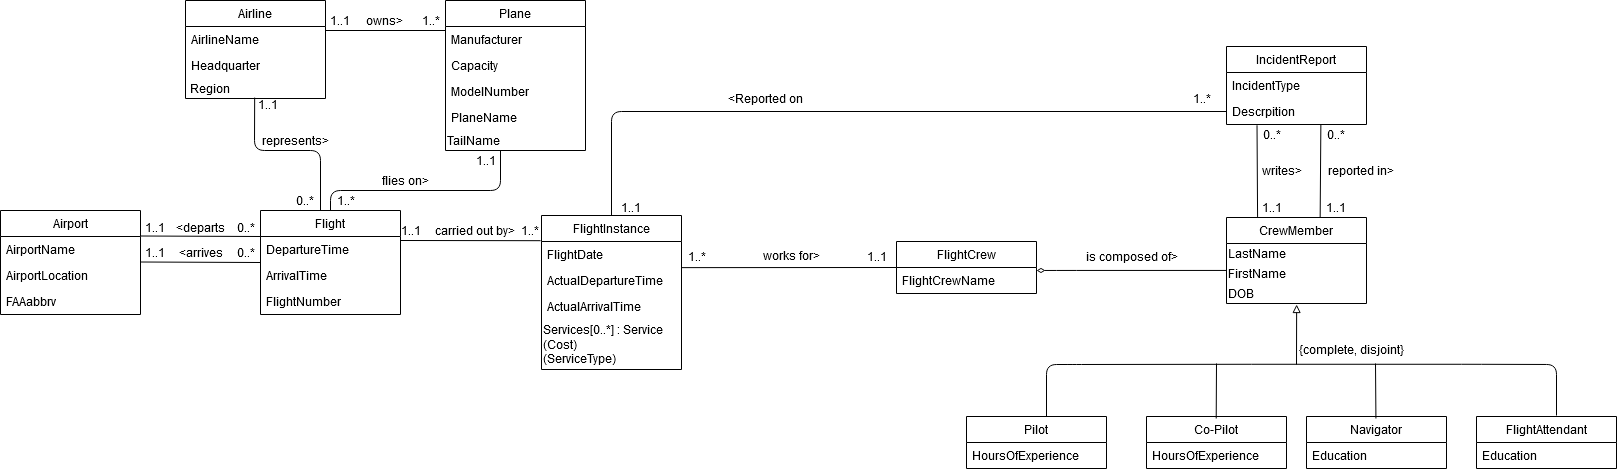 Airline
AirlineName
Headquarter
Region
1..1 owns> 1..*
Plane
Manufacturer
Capacity
ModelNumber
PlaneName
TailName
1..1
represents>
0..*
1..1
flies on>
1..*
Airport
AirportName
AirportLocation
FAAabbrv
1..1 <departs 0..*
1..1 <arrives 0..*
Flight
DepartureTime
ArrivalTime
FlightNumber
1..1 carried out by> 1..*
FlightInstance
FlightDate
ActualDepartureTime
ActualArrivalTime
Services[0..*] : Service
(Cost)
(ServiceType)
1..1
<Reported on
1..*
IncidentReport
IncidentType
Descrpition
0..* 0..*
writes> reported in>
1..1 1..1
1..* works for> 1..1
FlightCrew
FlightCrewName
is composed of>
CrewMember
LastName
FirstName
DOB
{complete, disjoint}
Pilot
HoursOfExperience
Co-Pilot
HoursOfExperience
Navigator
Education
FlightAttendant
Education